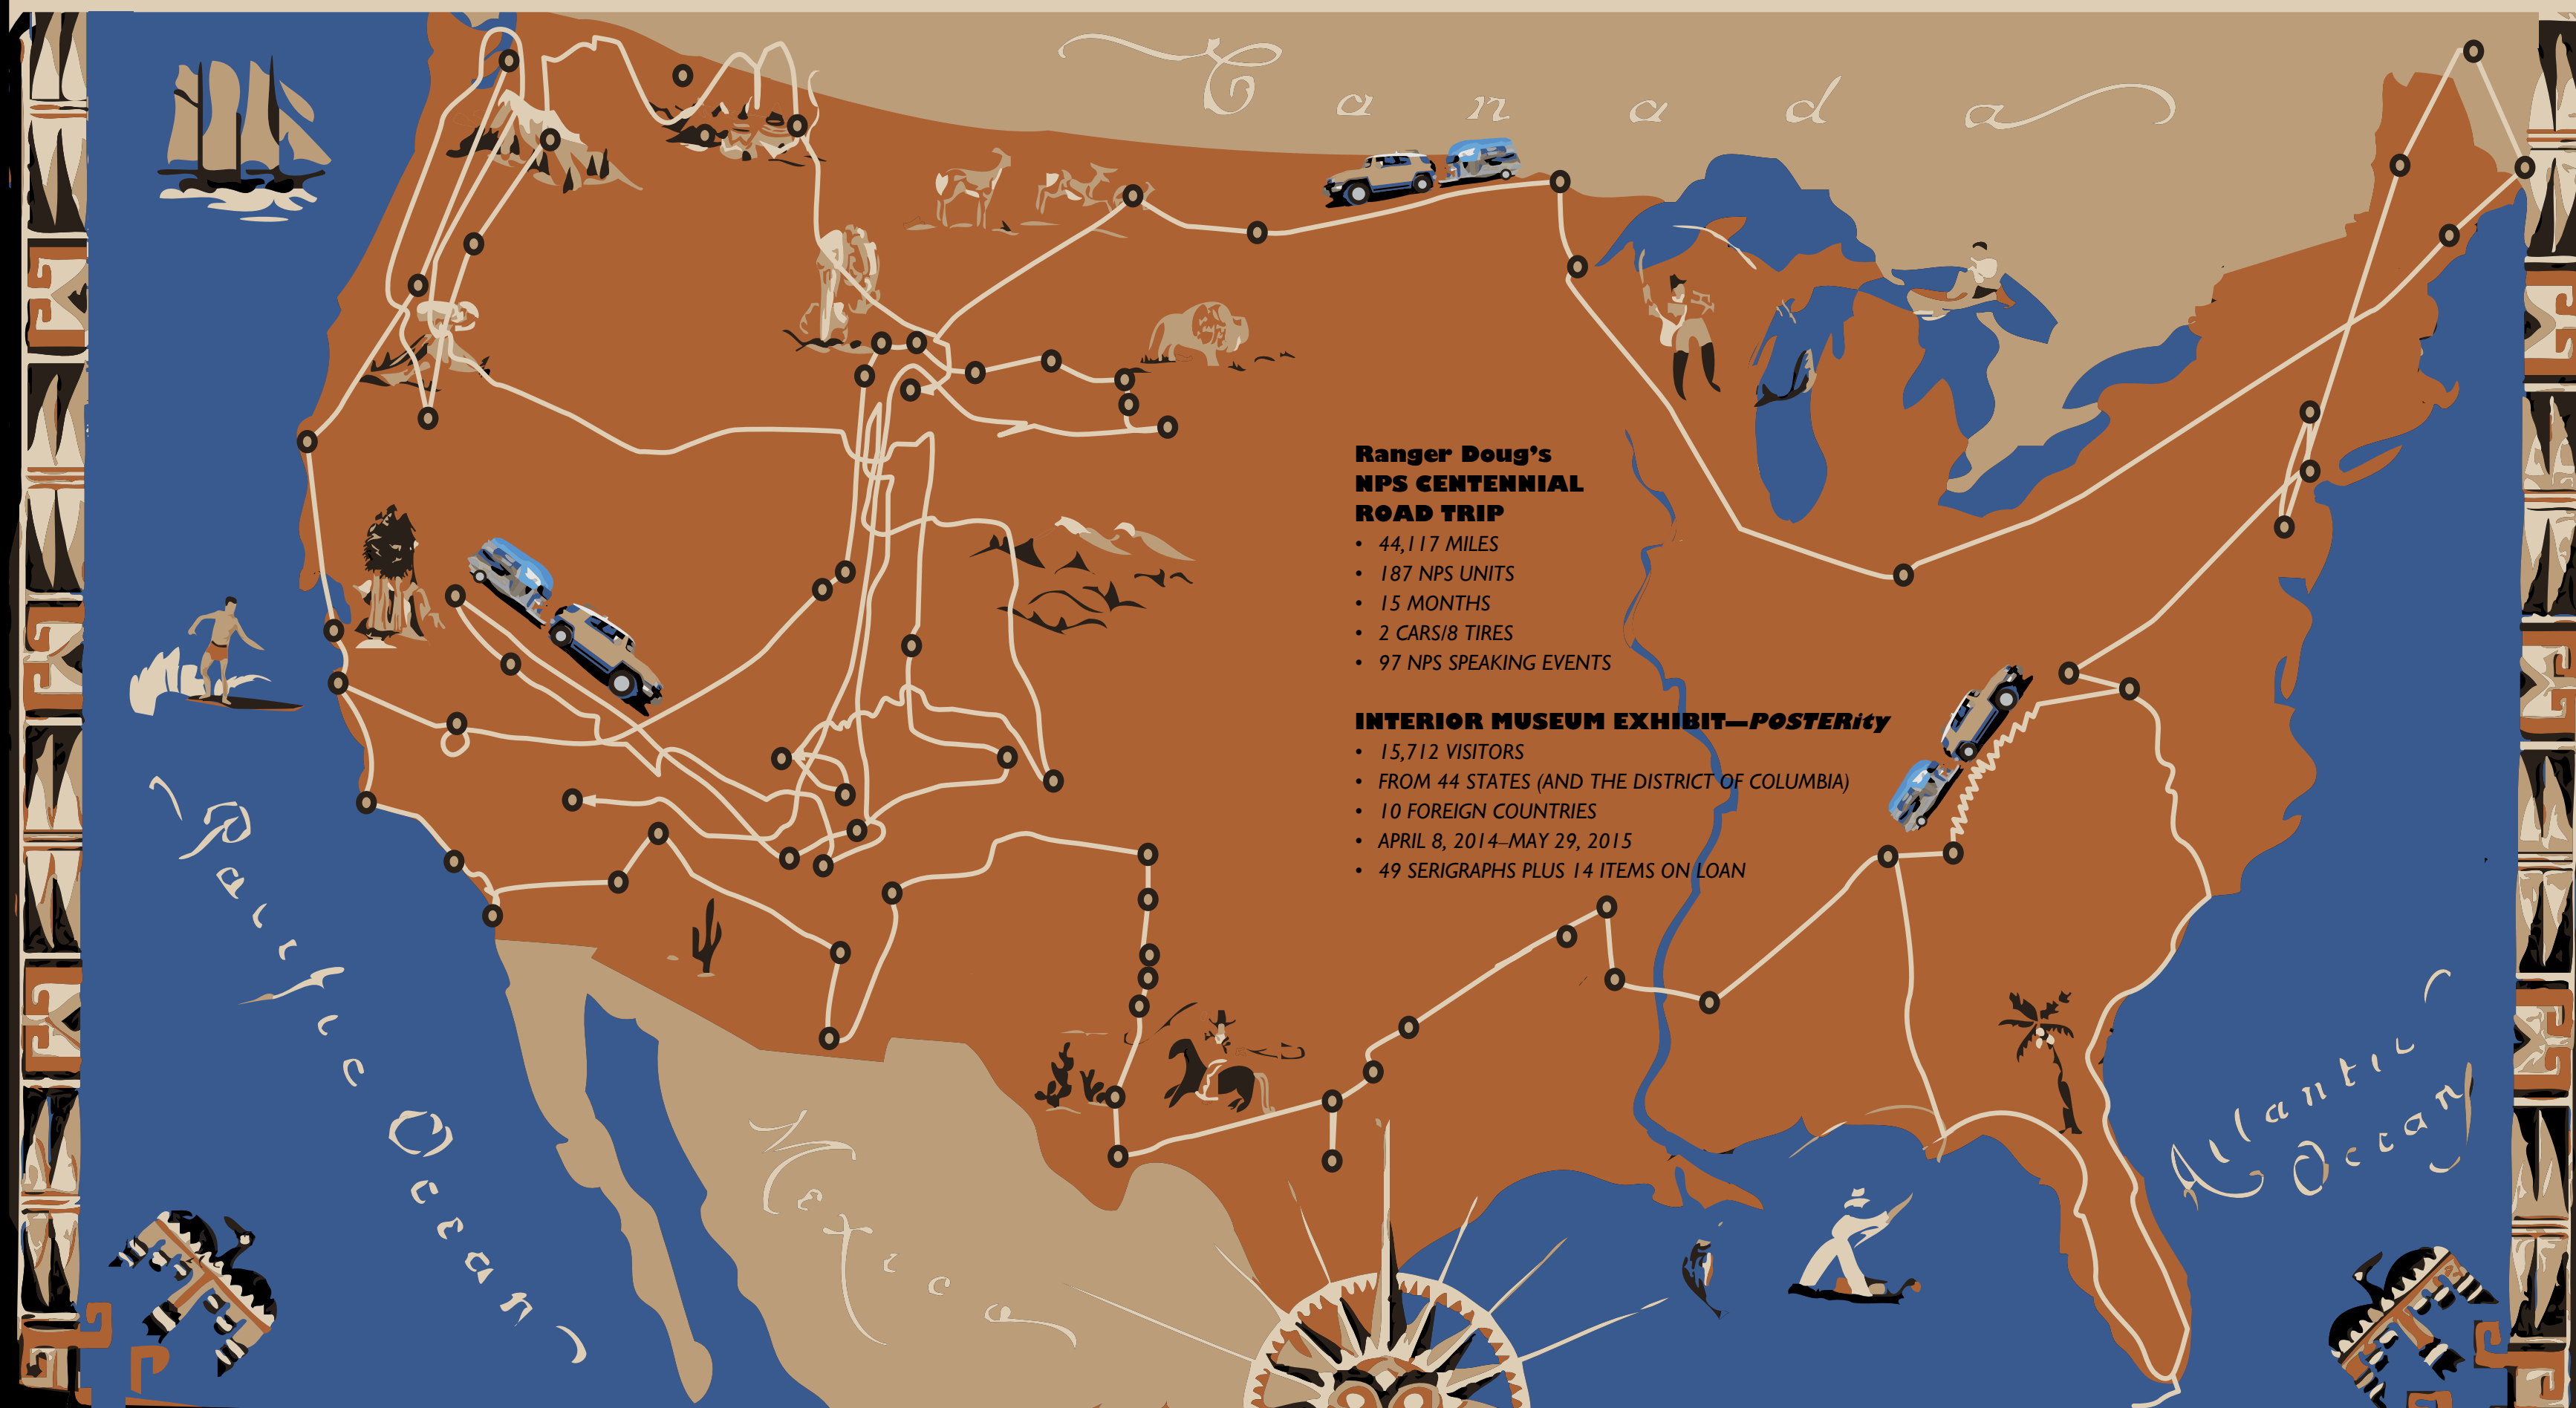 Canada
Ranger Doug's
NPS CENTENNIAL
ROAD TRIP
• 44,117 MILES
• 187 NPS UNITS
• 15 MONTHS
• 2 CARS/8 TIRES
• 97 NPS SPEAKING EVENTS
INTERIOR MUSEUM EXHIBIT—POSTERity
• 15,712 VISITORS
• FROM 44 STATES (AND THE DISTRICT OF COLUMBIA)
• 10 FOREIGN COUNTRIES
• APRIL 8, 2014–MAY 29, 2015
• 49 SERIGRAPHS PLUS 14 ITEMS ON LOAN
Pacific Ocean
Mexico
Atlantic
Ocean